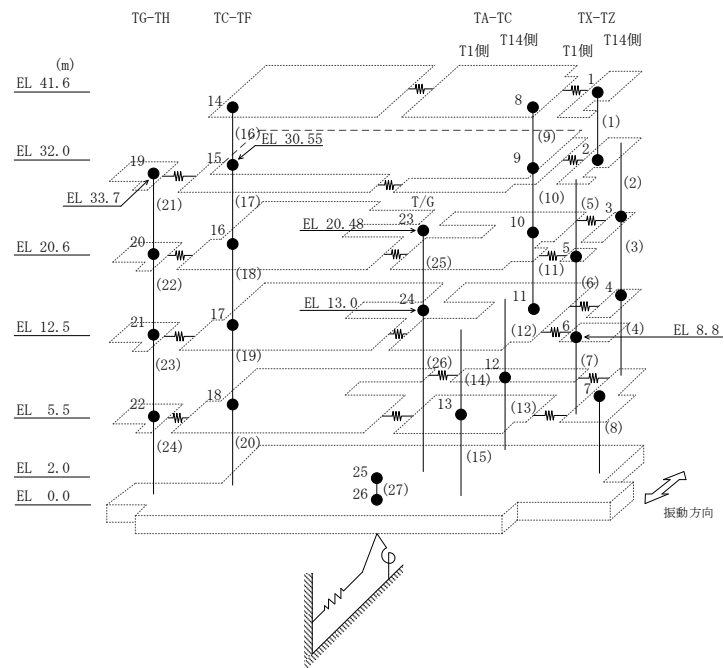 TG-TH TC-TF TA-TC TX-TZ
T1側 T14側 T1側 T14側
(m)
EL 41.6
14 8 1
(16) (9) (1)
EL 30.55
EL 32.0
19 15 9 2
EL 33.7
(21) (17) (10) (2)
T/G
EL 20.48 23
(5) 3
16 10 (3)
EL 20.6
20 (25) 5
(22) (18) (11)
(6) 4
EL 13.0 24 11
EL 12.5
21 17 (12) 6 (4)
EL 8.8
(23) (19) (26) 12 (7)
(14)
7
EL 5.5
22 18 13 (13)
(24) (20) (15) (8)
EL 2.0
25
EL 0.0
26 (27)
振動方向